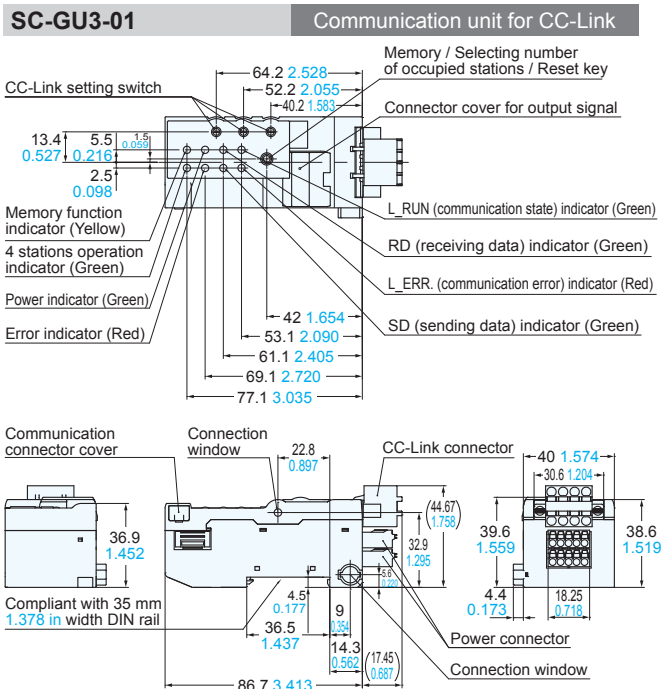 SC-GU3-01
Communication unit for CC-Link
Memory / Selecting number
of occupied stations / Reset key
64.2 2.528
52.2 2.055
40.2 1.583
CC-Link setting switch
Connector cover for output signal
13.4
0.527
5.5
0.216
1.5
0.059
2.5
0.098
L_RUN (communication state) indicator (Green)
Memory function
indicator (Yellow)
RD (receiving data) indicator (Green)
4 stations operation
indicator (Green)
L_ERR. (communication error) indicator (Red)
Power indicator (Green)
42 1.654
SD (sending data) indicator (Green)
Error indicator (Red)
53.1 2.090
61.1 2.405
69.1 2.720
77.1 3.035
Communication
connector cover
Connection
window
22.8
0.897
CC-Link connector
40 1.574
30.6 1.204
36.9
1.452
(44.67)
(1.758)
32.9
1.295
39.6
1.559
38.6
1.519
5.6
0.220
4.5
0.177
4.4
0.173
18.25
0.718
Compliant with 35 mm
1.378 in width DIN rail
9
0.354
36.5
1.437
Power connector
14.3
0.562
(17.45)
(0.687)
Connection window
86.7 3.413